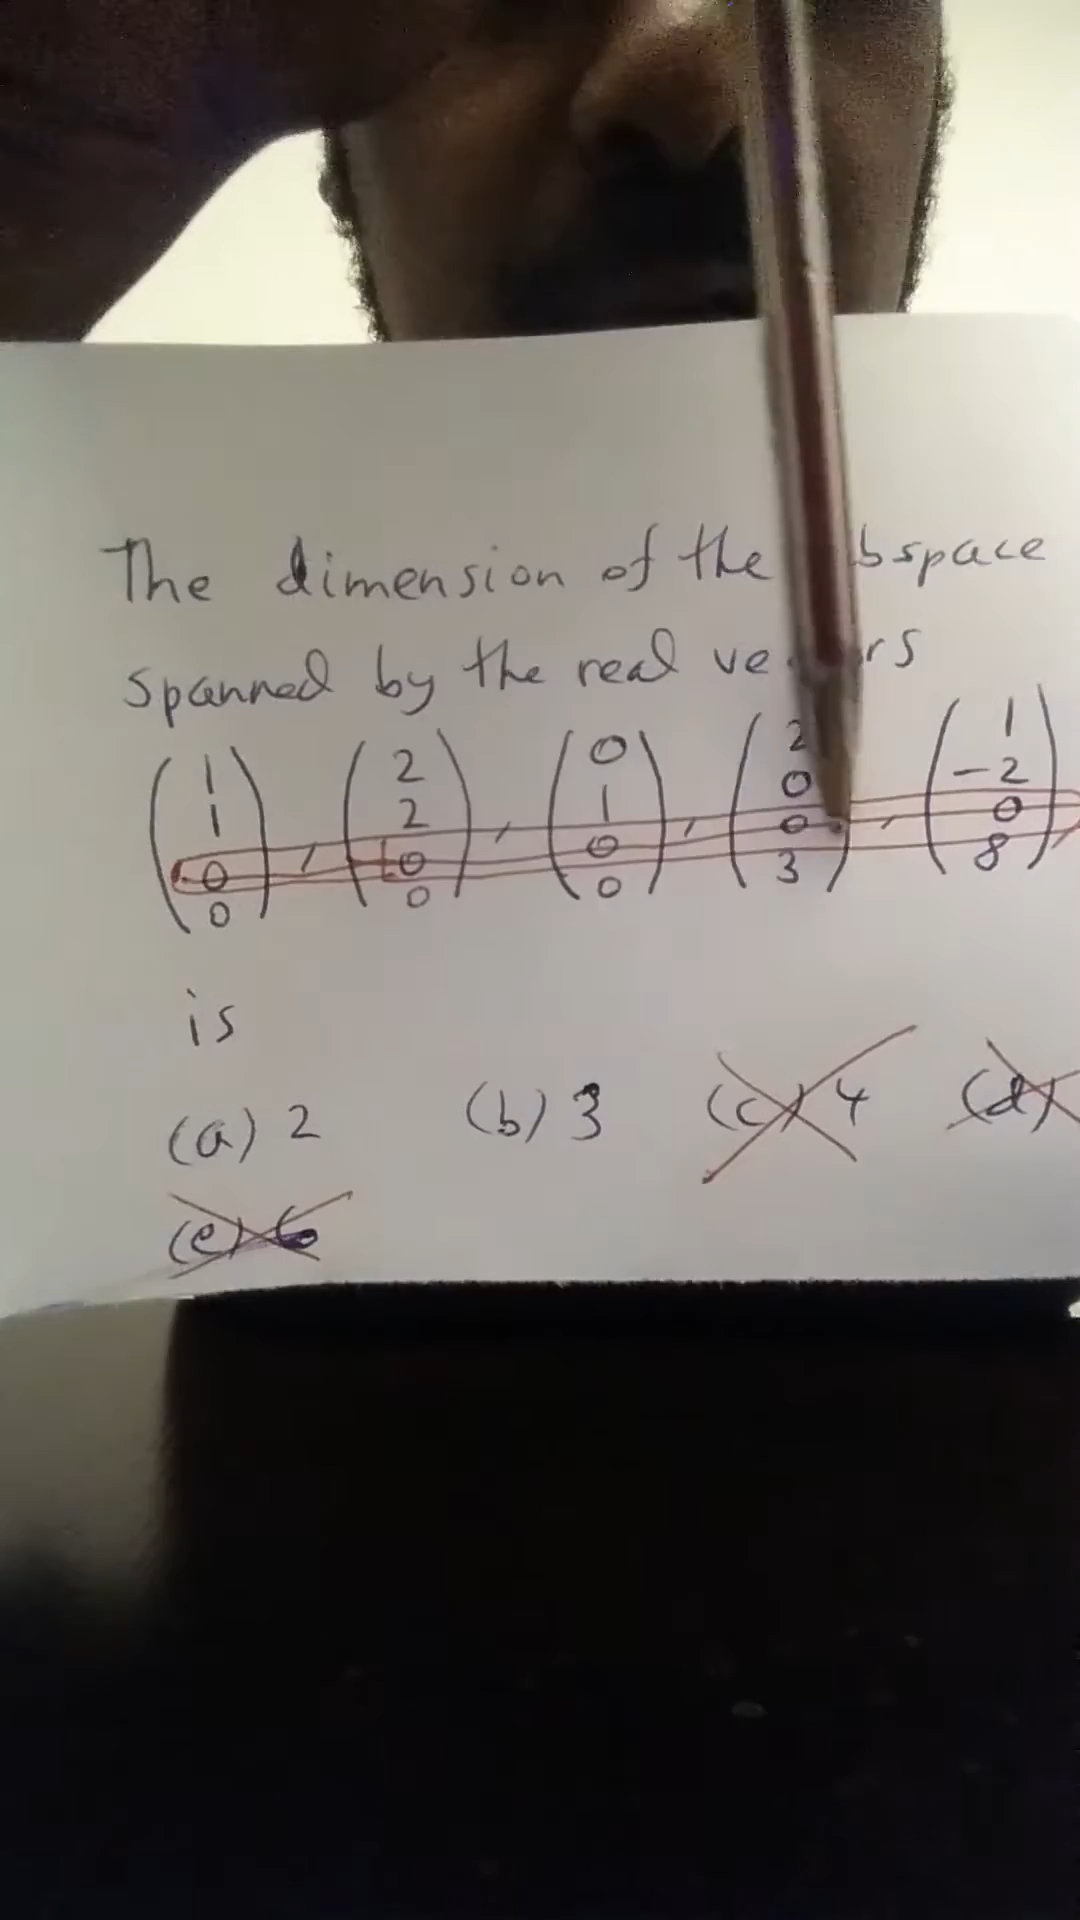 The dimension of the bspace
spanned by the real ve rs
(1 1 0 0), (2 2 0 0), (0 1 0 0), (2 0 0 3), (1 -2 0 8)
is
(a) 2 (b) 3 (c) 4 (d)
(e) 6